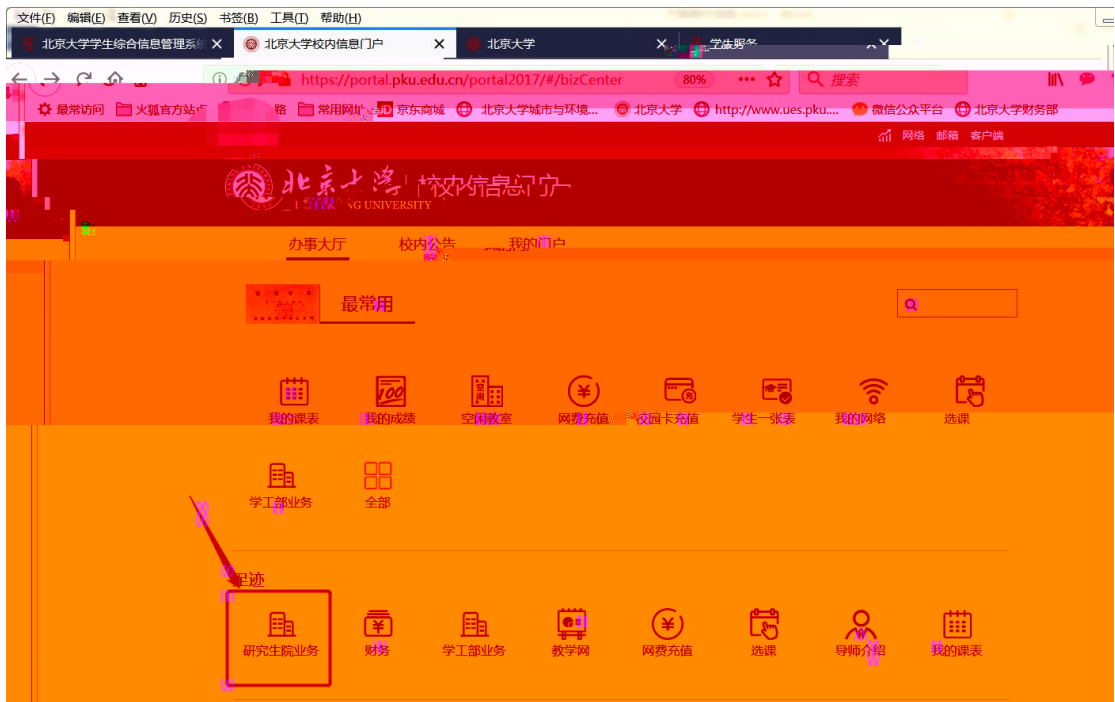 文件(F) 编辑(E) 查看(V) 历史(S) 书签(B) 工具(T) 帮助(H)
北京大学学生综合信息管理系统 北京大学校内信息门户 北京大学
https://portal.pku.edu.cn/portal2017/#/bizCenter 80% 搜索
最常访问 火狐官方站点 常用网址 京东商城 北京大学城市与环境... 北京大学 http://www.ues.pku.... 微信公众平台 北京大学财务部
网络 邮箱 客户端
北京大学 校内信息门户
NG UNIVERSITY
办事大厅 校内公告 我的门户
最常用
我的课表 我的成绩 空闲教室 网费充值 校园卡充值 学生一张表 我的网络 选课
学工部业务 全部
足迹
研究生院业务 财务 学工部业务 教学网 网费充值 选课 导师介绍 我的课表